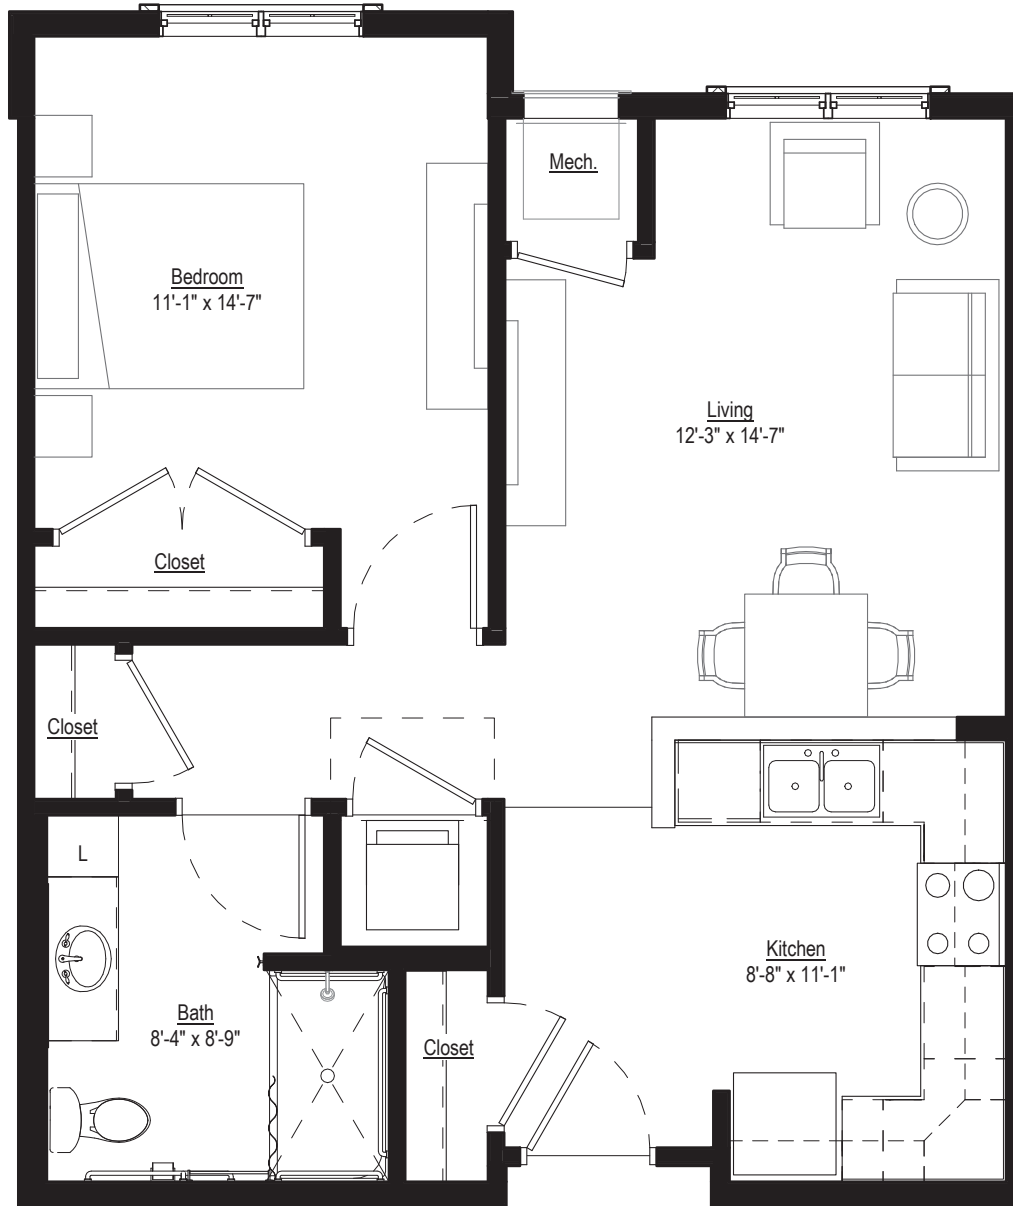 Mech.
Bedroom
11'-1" x 14'-7"
Living
12'-3" x 14'-7"
Closet
Closet
L
Kitchen
8'-8" x 11'-1"
Bath
8'-4" x 8'-9"
Closet